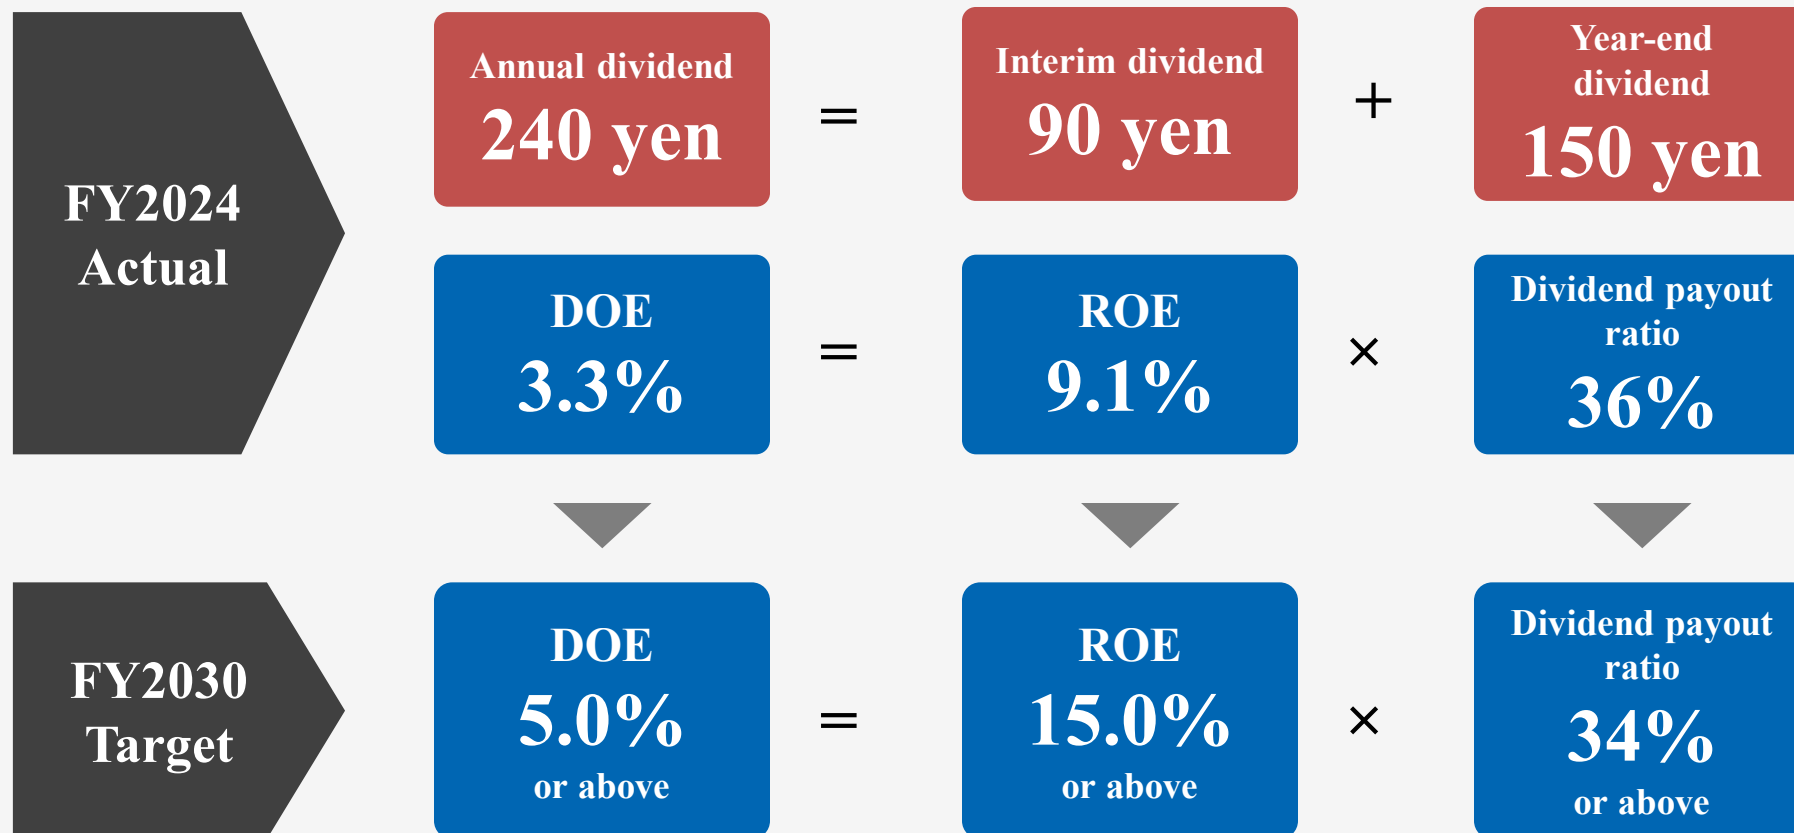 FY2024
Actual
Annual dividend
240 yen
=
Interim dividend
90 yen
+
Year-end
dividend
150 yen
DOE
3.3%
=
ROE
9.1%
×
Dividend payout
ratio
36%
FY2030
Target
DOE
5.0%
or above
=
ROE
15.0%
or above
×
Dividend payout
ratio
34%
or above